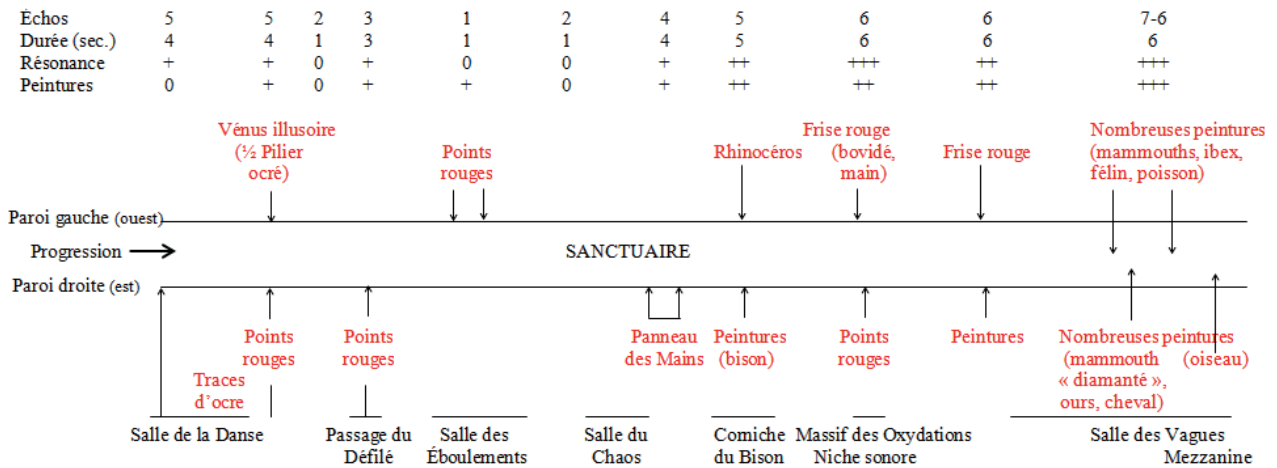 Échos 5 5 2 3 1 2 4 5 6 6 7-6
Durée (sec.) 4 4 1 3 1 1 4 5 6 6 6
Résonance + + 0 + 0 0 + ++ +++ ++ +++
Peintures 0 + 0 + + 0 + ++ ++ ++ +++
Vénus illusoire
(½ Pilier
ocré)
Points
rouges
Rhinocéros
Frise rouge
(bovidé,
main)
Frise rouge
Nombreuses peintures
(mammouths, ibex,
félin, poisson)
Paroi gauche (ouest)
Progression
SANCTUAIRE
Paroi droite (est)
Traces
d’ocre
Points
rouges
Points
rouges
Panneau
des Mains
Peintures
(bison)
Points
rouges
Peintures
Nombreuses peintures
(mammouth (oiseau)
« diamanté »,
ours, cheval)
Salle de la Danse
Passage du
Défilé
Salle des
Éboulements
Salle du
Chaos
Corniche
du Bison
Massif des Oxydations
Niche sonore
Salle des Vagues
Mezzanine